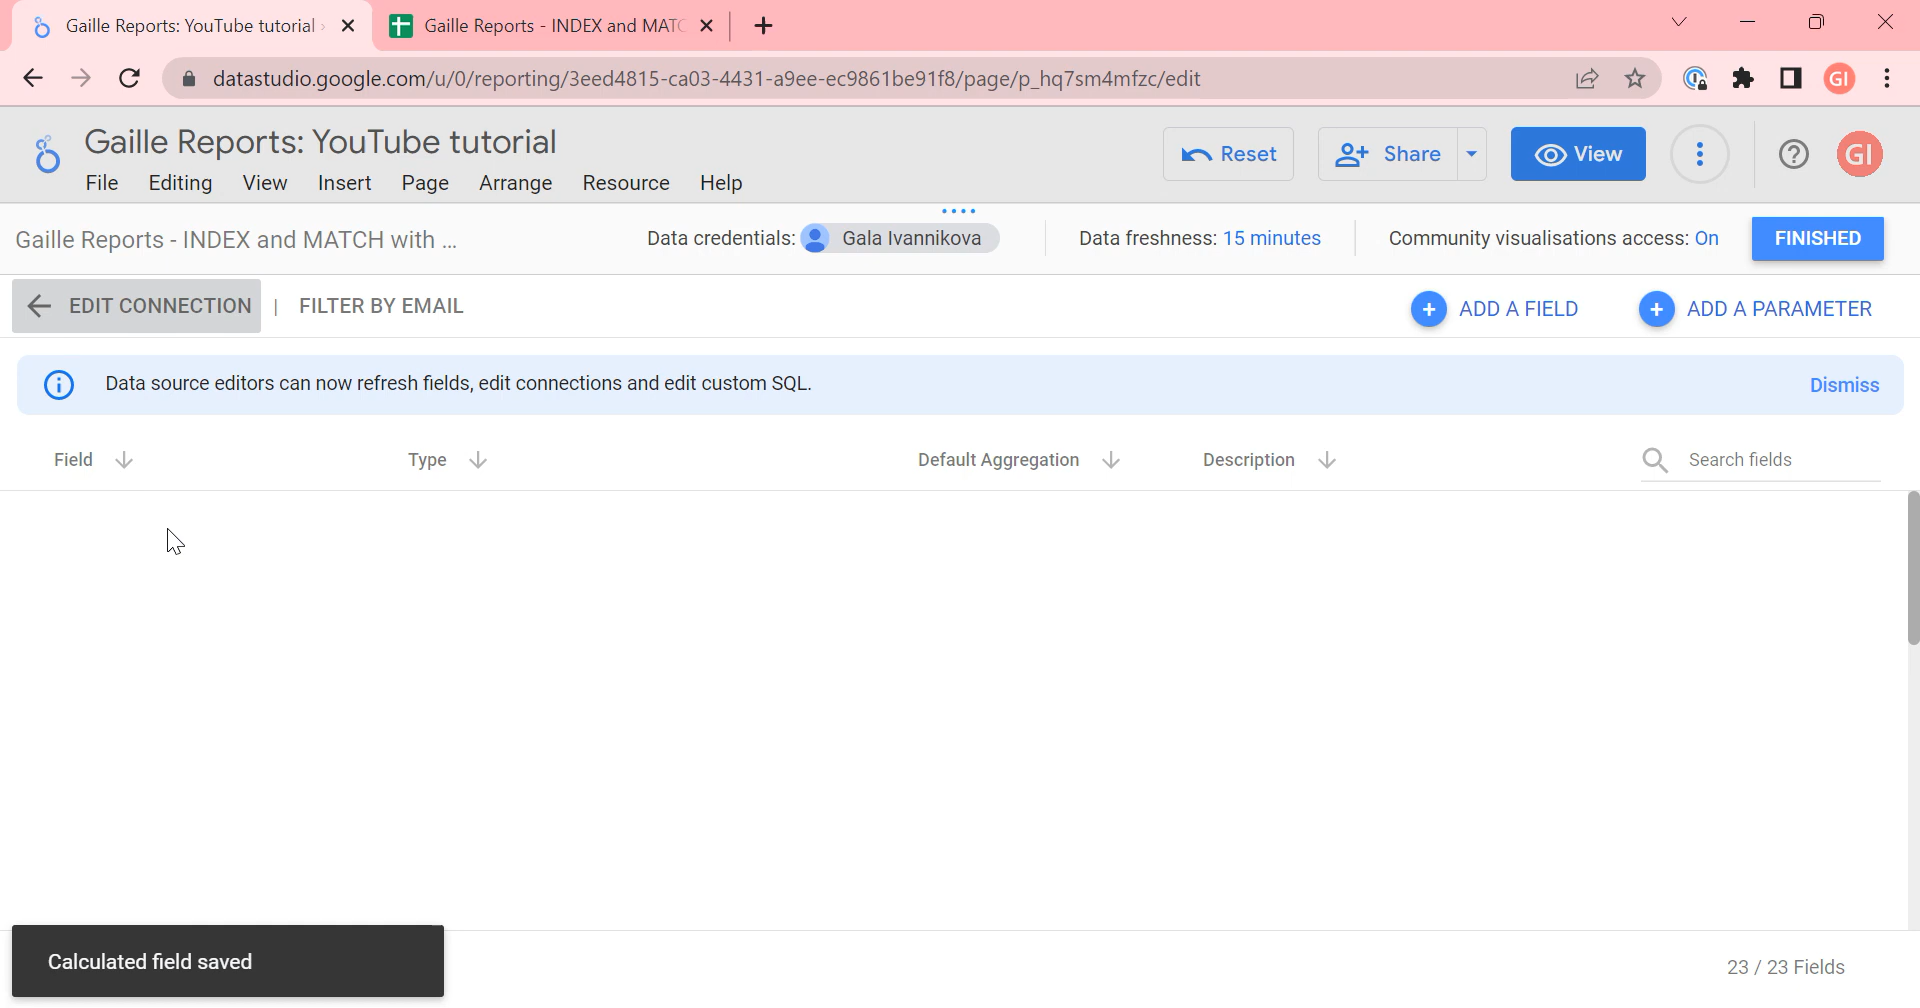 Gaille Reports: YouTube tutorial
Gaille Reports - INDEX and MATC
datastudio.google.com/u/0/reporting/3eed4815-ca03-4431-a9ee-ec9861be91f8/page/p_hq7sm4mfzc/edit
GI
Gaille Reports: YouTube tutorial
File Editing View Insert Page Arrange Resource Help
Reset Share View GI
Gaille Reports - INDEX and MATCH with ...
Data credentials: Gala Ivannikova
Data freshness: 15 minutes
Community visualisations access: On
FINISHED
EDIT CONNECTION | FILTER BY EMAIL
ADD A FIELD
ADD A PARAMETER
Data source editors can now refresh fields, edit connections and edit custom SQL.
Dismiss
Field Type Default Aggregation Description Search fields
Calculated field saved
23 / 23 Fields